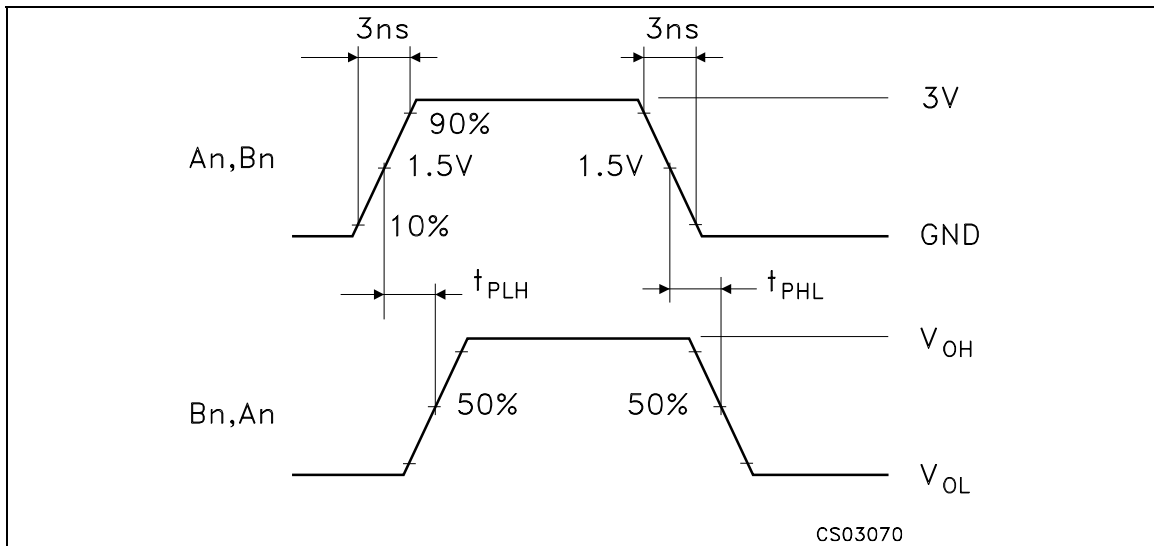 3ns 3ns
3V
90%
An,Bn 1.5V 1.5V
10% GND
tPLH tPHL
VOH
Bn,An 50% 50%
VOL
CS03070